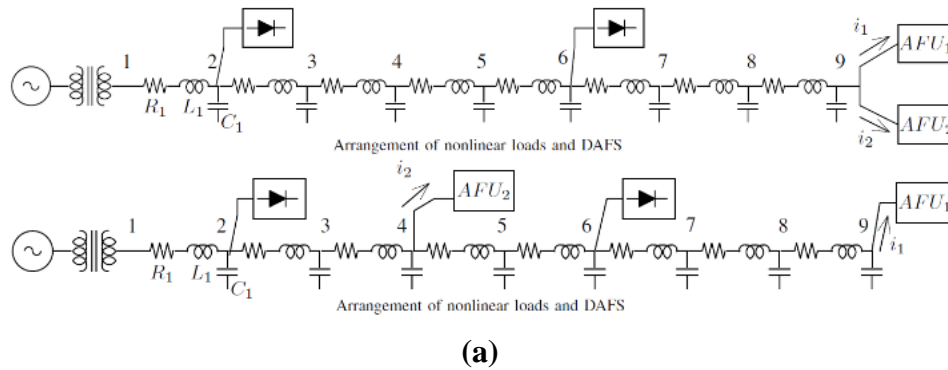 1 2 3 4 5 6 7 8 9
R₁ L₁ C₁
i₁ AFU₁
i₂ AFU₂
Arrangement of nonlinear loads and DAFS
1 2 3 4 5 6 7 8 9
R₁ L₁ C₁
i₂ AFU₂
i₁ AFU₁
Arrangement of nonlinear loads and DAFS
(a)